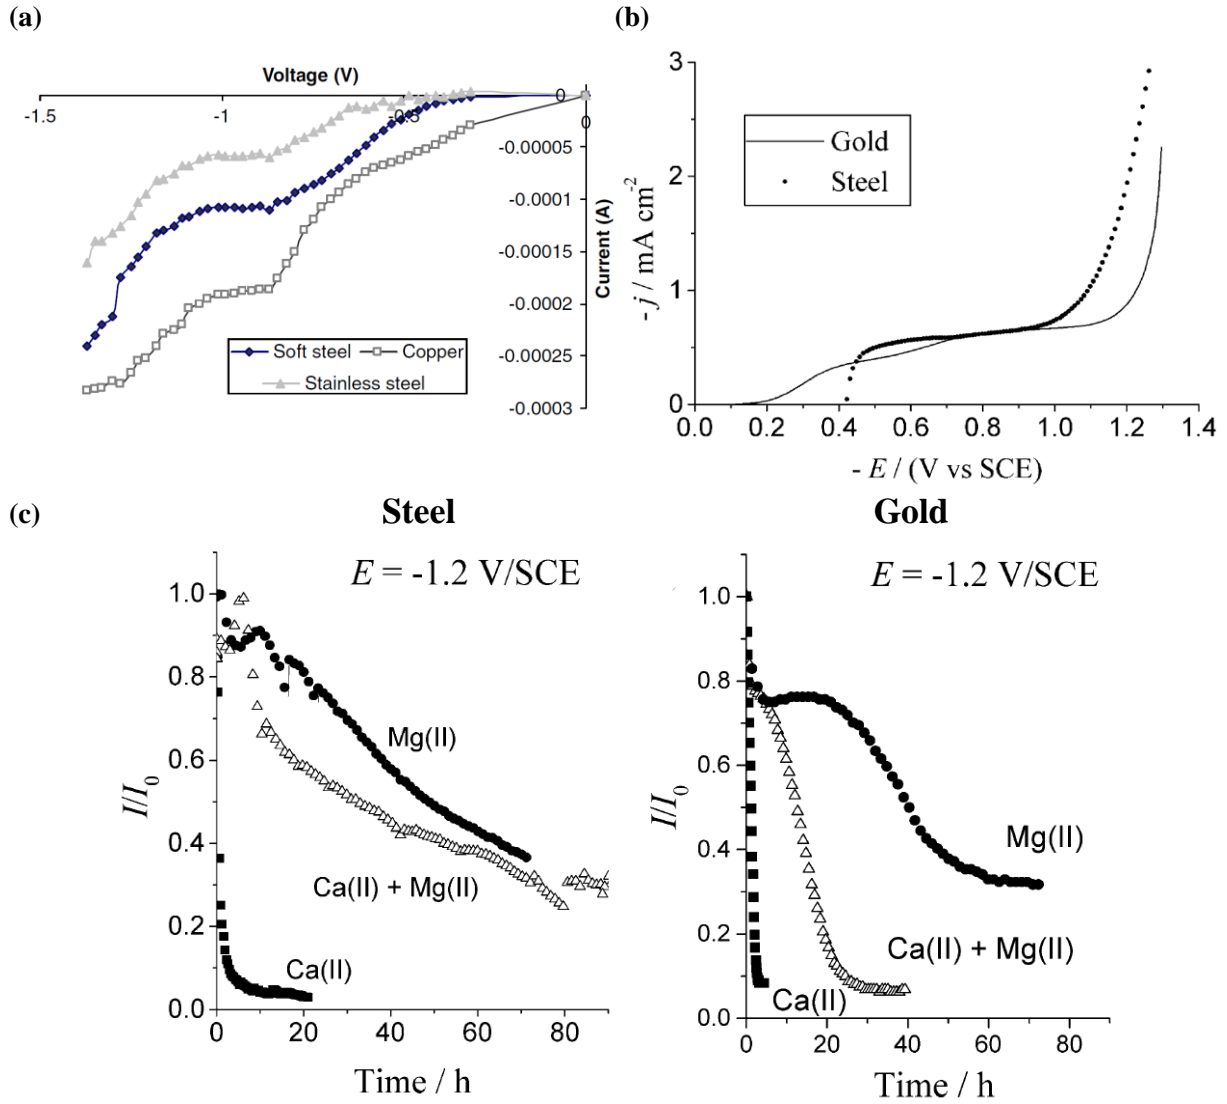 (a)
Voltage (V)
-1.5
-1
-0.5
0
0
-0.00005
-0.0001
-0.00015
-0.0002
-0.00025
-0.0003
Current (A)
Soft steel
Copper
Stainless steel
(b)
3
2
1
0
- j / mA cm-2
Gold
Steel
0.0 0.2 0.4 0.6 0.8 1.0 1.2 1.4
- E / (V vs SCE)
(c)
Steel
E = -1.2 V/SCE
1.0
0.8
0.6
0.4
0.2
0.0
I/I0
Mg(II)
Ca(II) + Mg(II)
Ca(II)
0 20 40 60 80
Time / h
Gold
E = -1.2 V/SCE
1.0
0.8
0.6
0.4
0.2
0.0
I/I0
Mg(II)
Ca(II) + Mg(II)
Ca(II)
0 20 40 60 80
Time / h